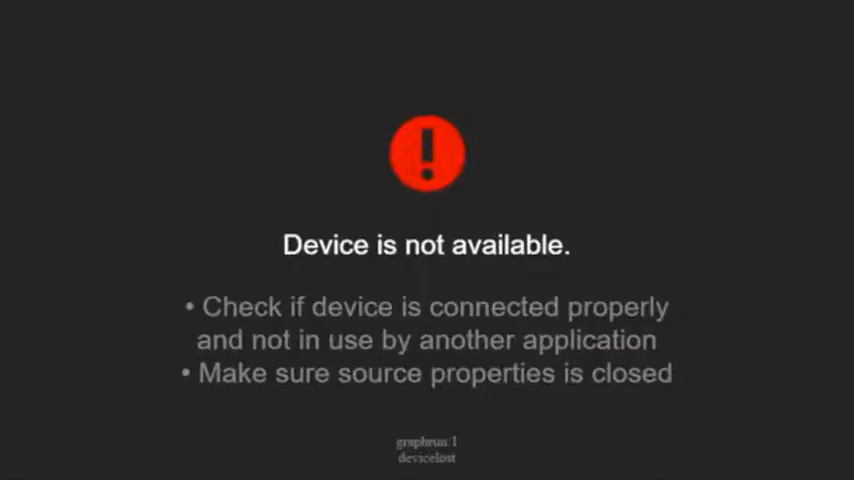 Device is not available.
• Check if device is connected properly
and not in use by another application
• Make sure source properties is closed
graphrun:1
devicelost